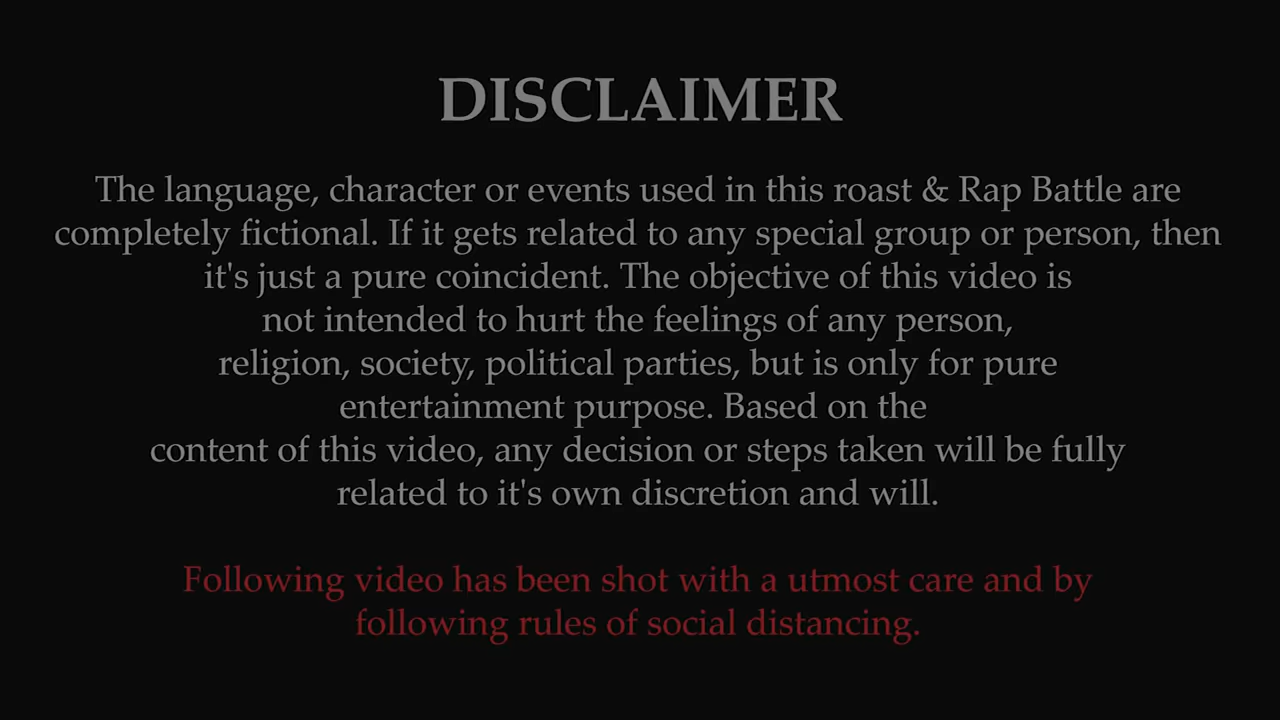 DISCLAIMER
The language, character or events used in this roast & Rap Battle are
completely fictional. If it gets related to any special group or person, then
it's just a pure coincident. The objective of this video is
not intended to hurt the feelings of any person,
religion, society, political parties, but is only for pure
entertainment purpose. Based on the
content of this video, any decision or steps taken will be fully
related to it's own discretion and will.
Following video has been shot with a utmost care and by
following rules of social distancing.